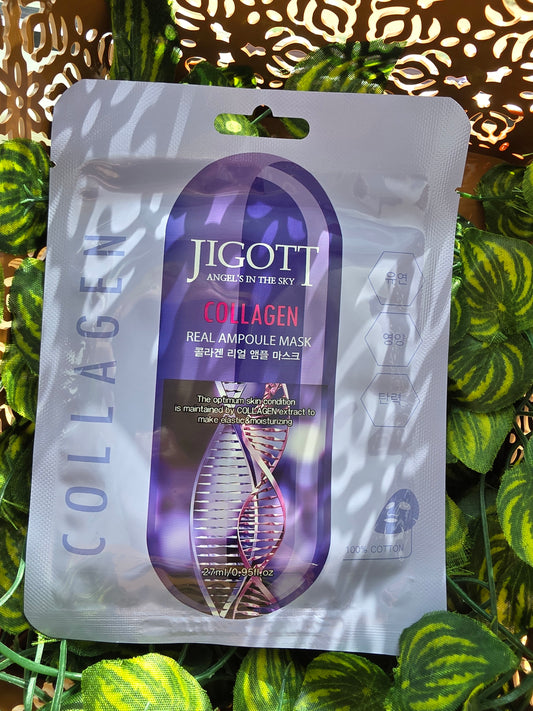 COLLAGEN
JIGOTT
ANGEL'S IN THE SKY
COLLAGEN
REAL AMPOULE MASK
콜라겐 리얼 앰플 마스크
The optimum skin condition
is maintained by COLLAGEN extract to
make elastic &moisturizing
27ml/0.95fl.oz
유연
영양
탄력
100% COTTON